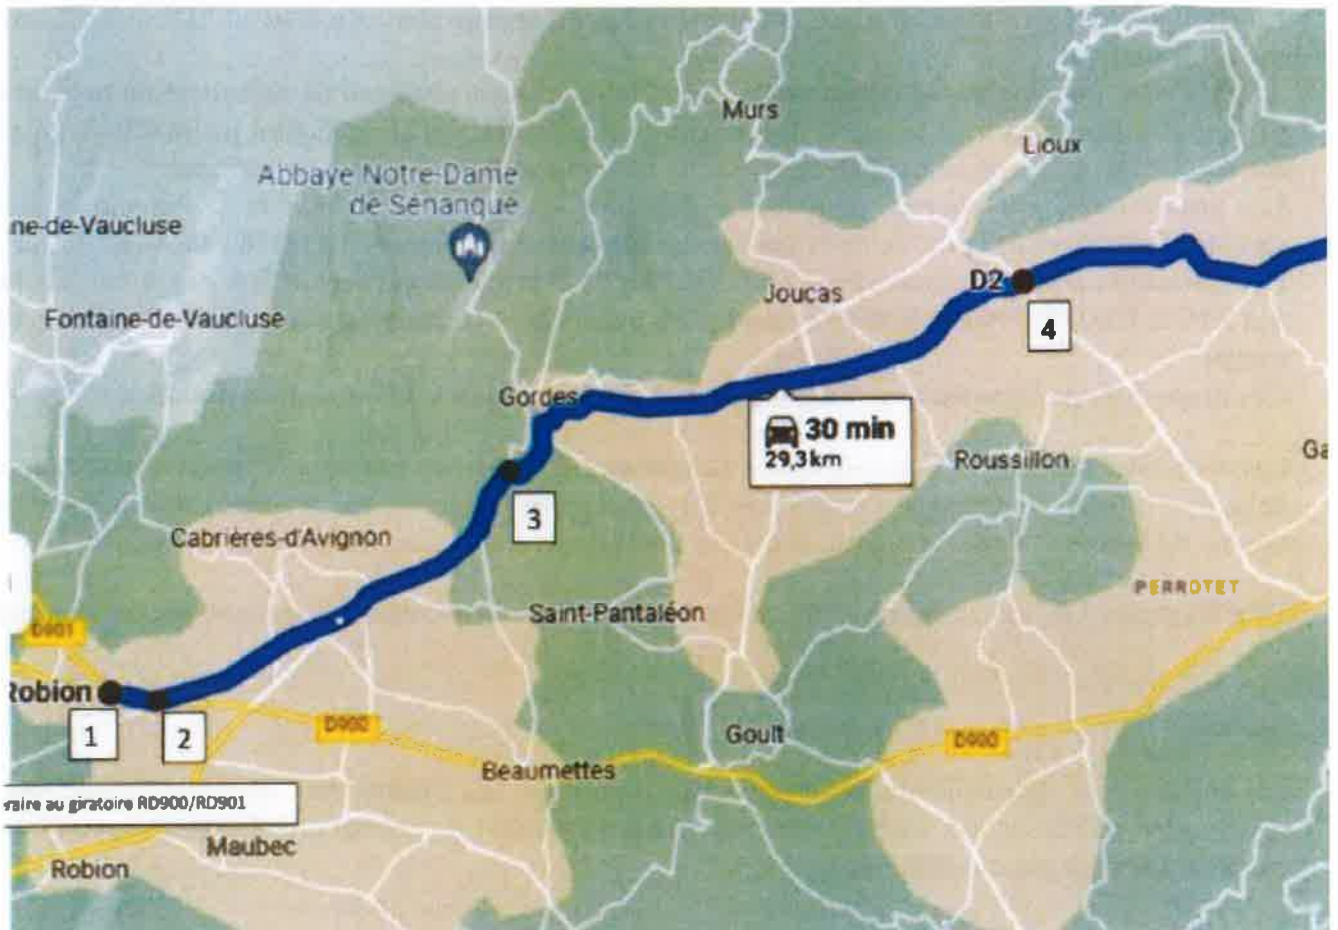 Murs
Lioux
Abbaye Notre-Dame
de Sénanque
ne-de-Vaucluse
Joucas
D2
4
Fontaine-de-Vaucluse
Gordes
30 min
29,3 km
Roussillon
Ga
3
Cabrières-d'Avignon
PERROTET
Saint-Pantaléon
D901
Robion
1
2
D900
Goult
D900
Beaumettes
raire au giratoire RD900/RD901
Maubec
Robion